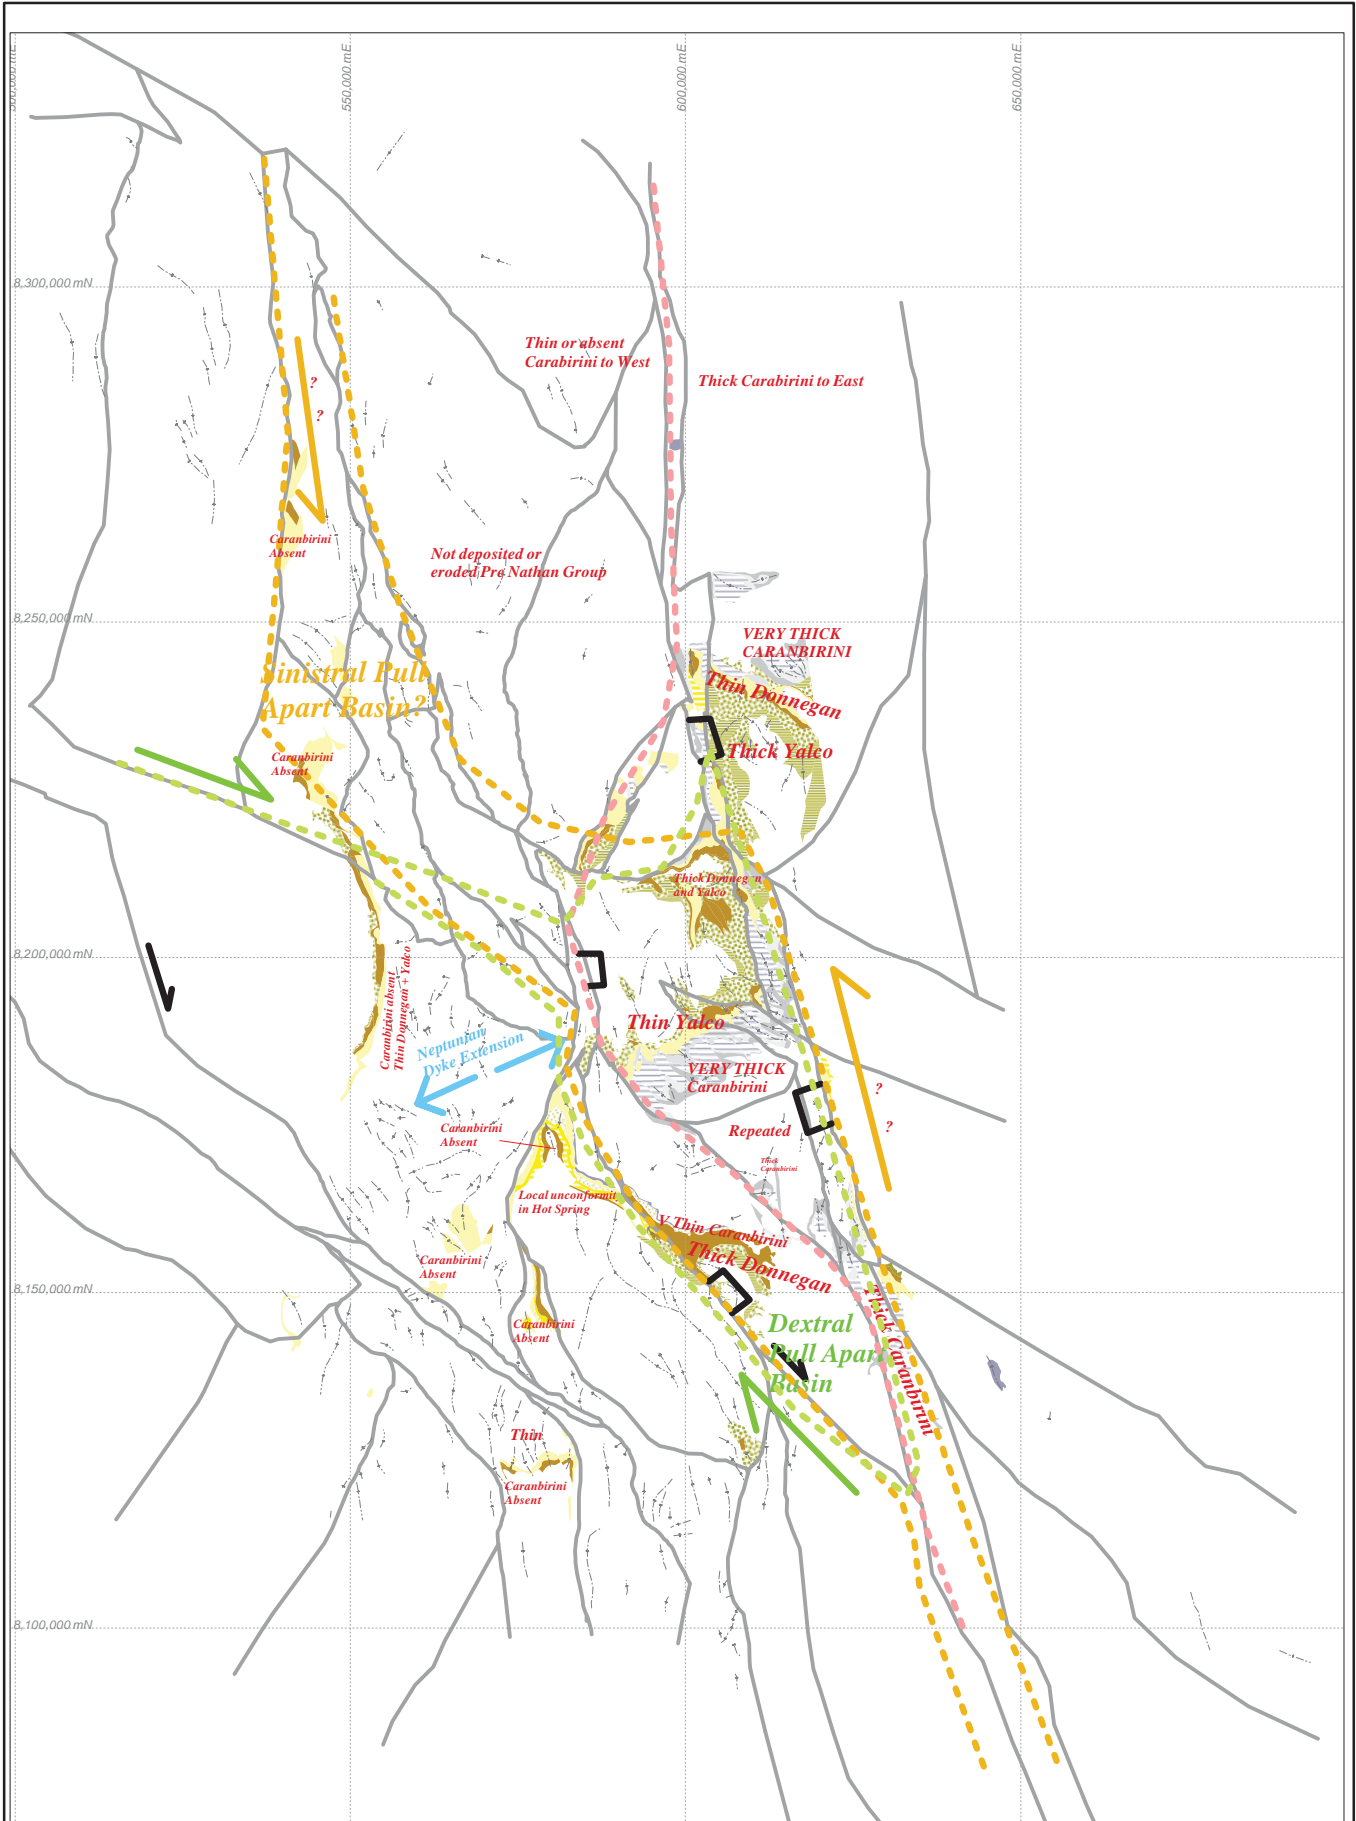 550,000 mE
600,000 mE
650,000 mE
8,300,000 mN
Thin or absent
Carabirini to West
Thick Carabirini to East
?
?
Caranbirini
Absent
Not deposited or
eroded Pre Nathan Group
8,250,000 mN
VERY THICK
CARANBIRINI
Sinistral Pull
Apart Basin?
Thin Donnegan
Thick Yalco
Caranbirini
Absent
Thick Donnegan
and Yalco
8,200,000 mN
Caranbirini absent
Thin Donnegan + Yalco
Thin Yalco
Neptunian
Dyke Extension
VERY THICK
Caranbirini
?
?
Caranbirini
Absent
Repeated
Thick
Caranbirini
Local unconformit
in Hot Spring
V Thin Caranbirini
Thick Donnegan
Caranbirini
Absent
8,150,000 mN
Thick Caranbirini
Caranbirini
Absent
Dextral
Pull Apart
Basin
Thin
Caranbirini
Absent
8,100,000 mN